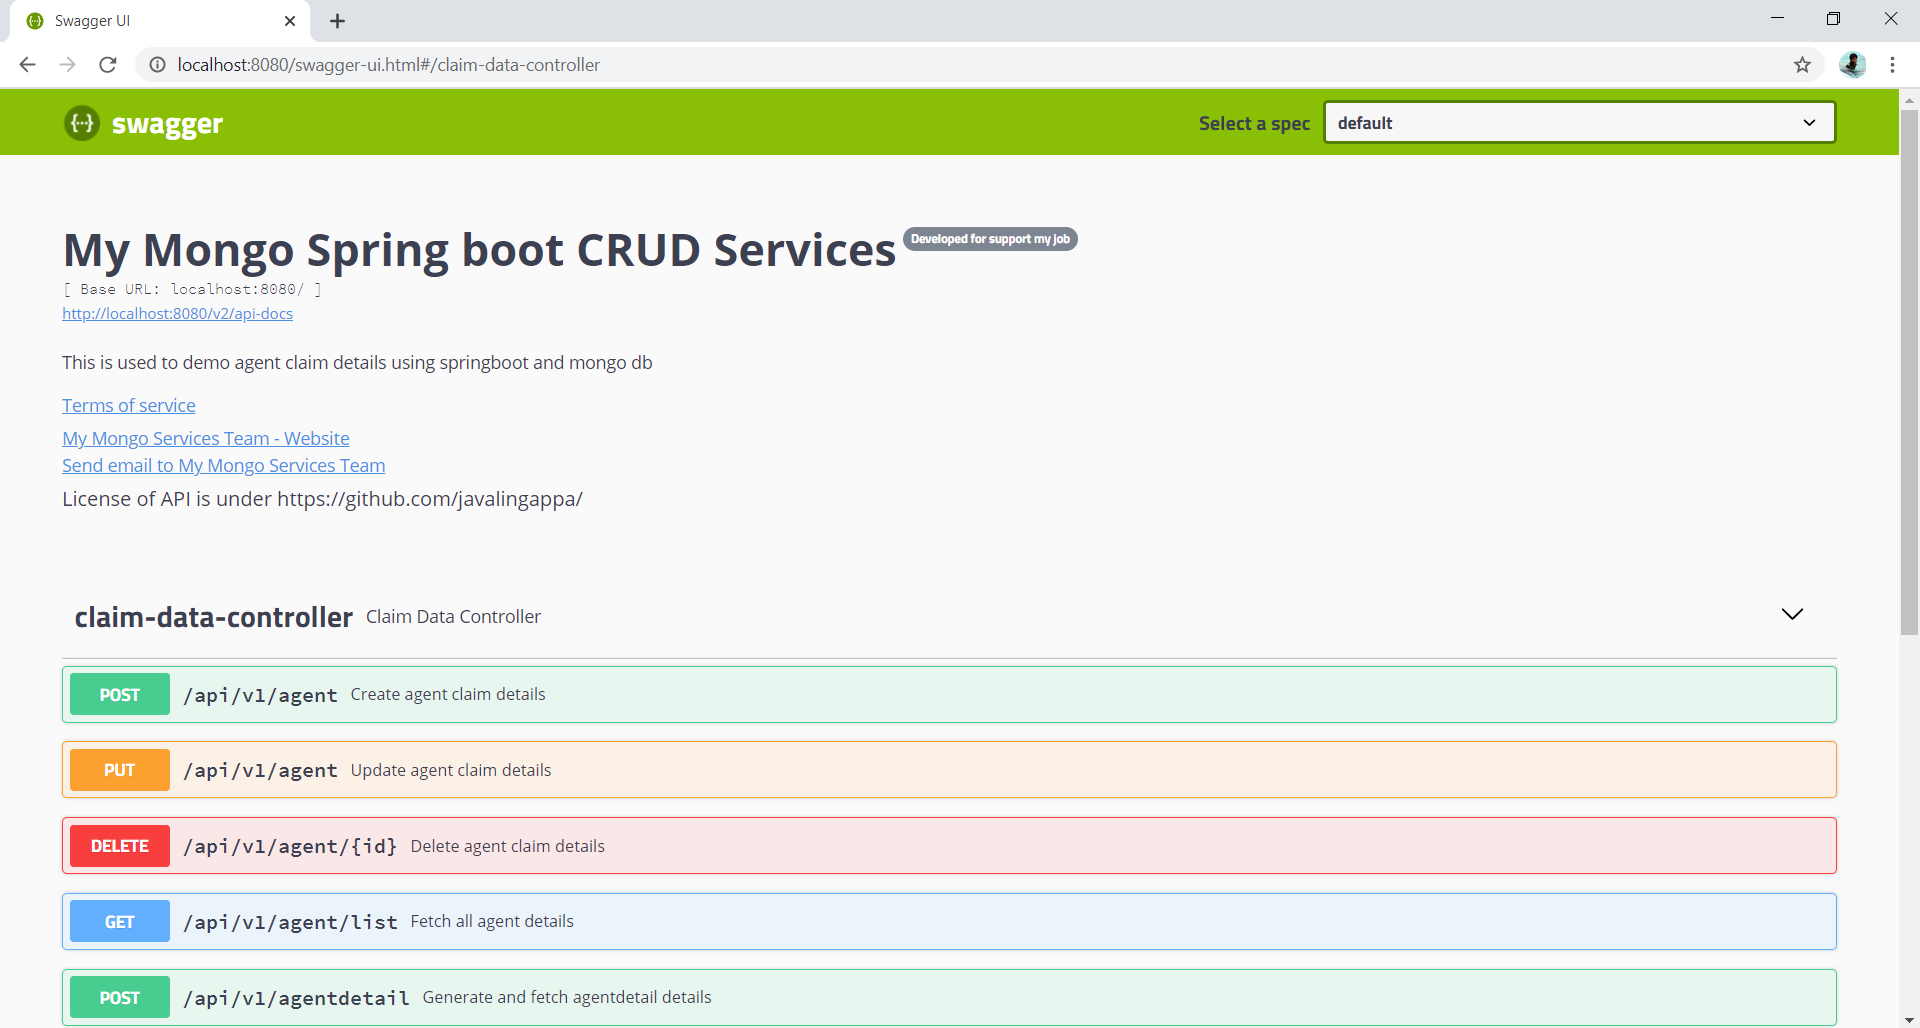 Swagger UI
localhost:8080/swagger-ui.html#/claim-data-controller
{···} swagger
Select a spec
default
My Mongo Spring boot CRUD Services
Developed for support my job
[ Base URL: localhost:8080/ ]
http://localhost:8080/v2/api-docs
This is used to demo agent claim details using springboot and mongo db
Terms of service
My Mongo Services Team - Website
Send email to My Mongo Services Team
License of API is under https://github.com/javalingappa/
claim-data-controller Claim Data Controller
POST /api/v1/agent Create agent claim details
PUT /api/v1/agent Update agent claim details
DELETE /api/v1/agent/{id} Delete agent claim details
GET /api/v1/agent/list Fetch all agent details
POST /api/v1/agentdetail Generate and fetch agentdetail details